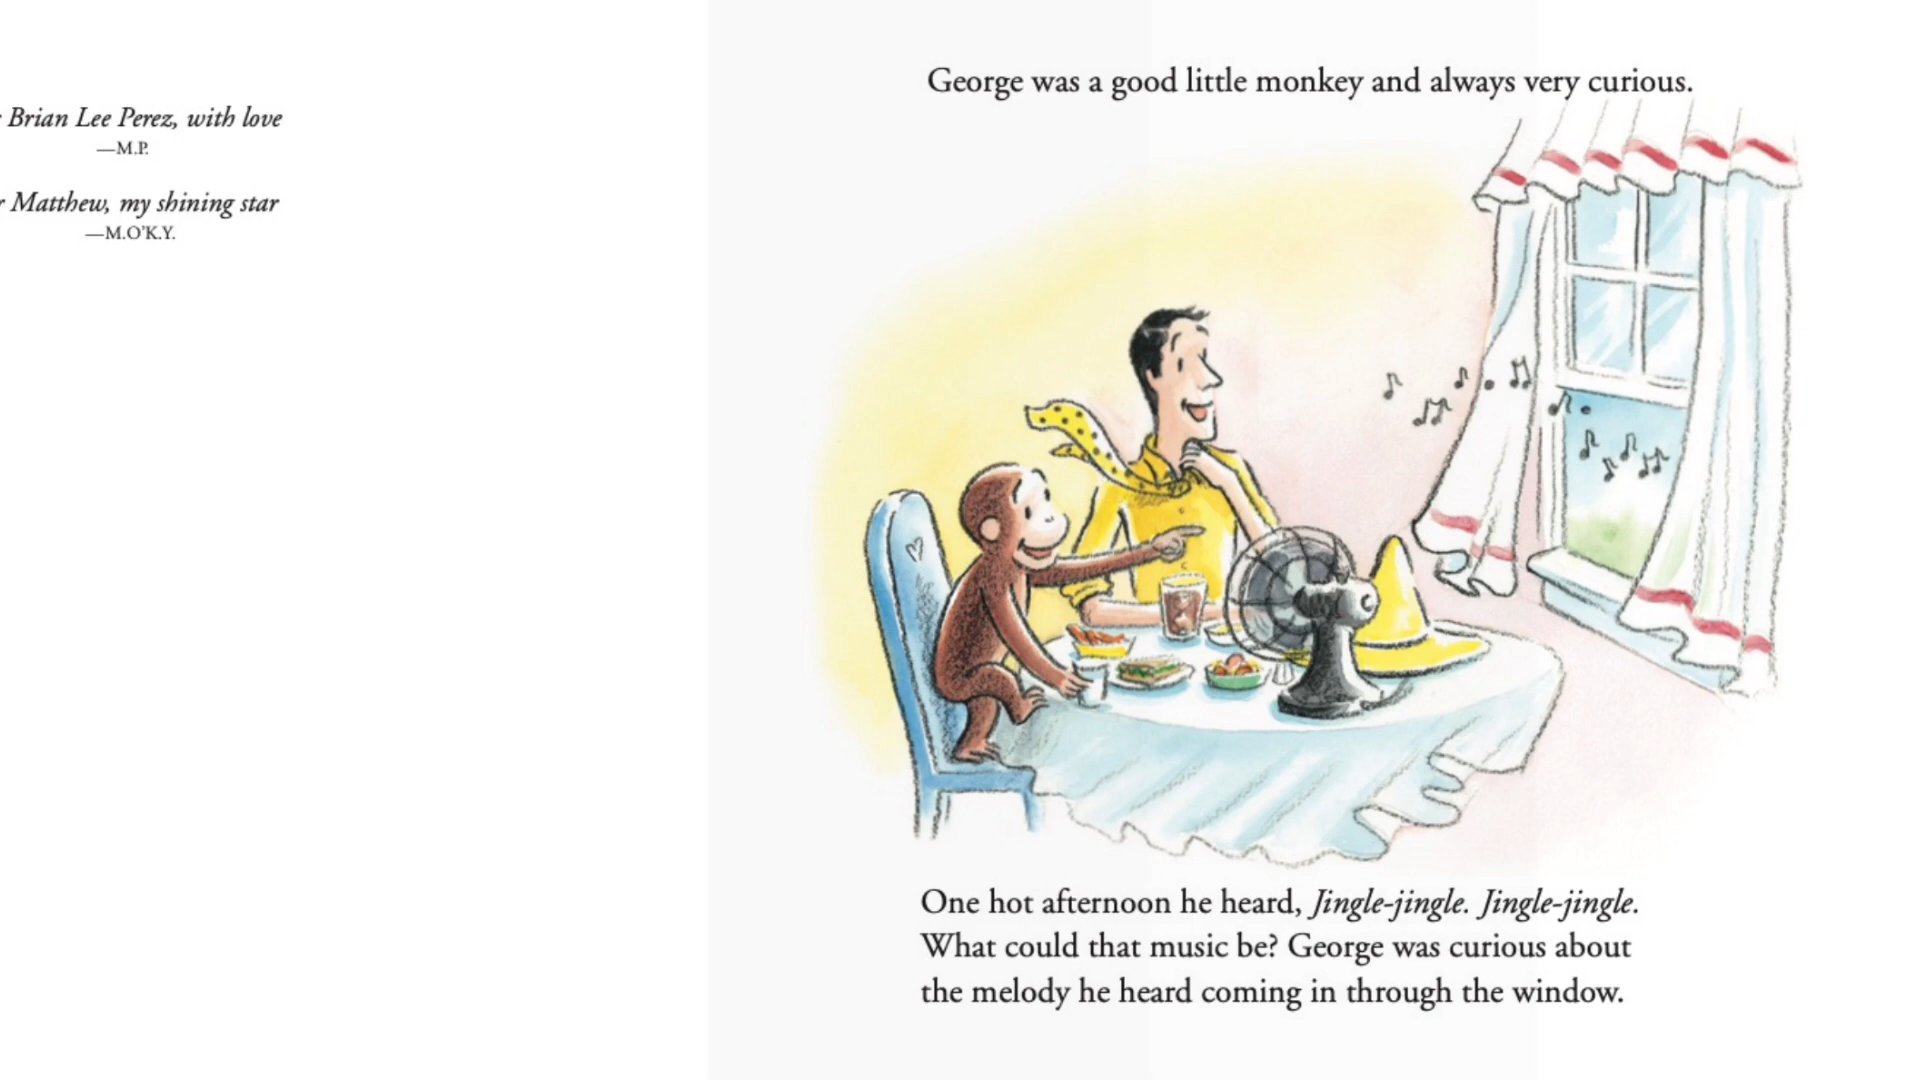 Brian Lee Perez, with love
—M.P.
Matthew, my shining star
—M.O'K.Y.
George was a good little monkey and always very curious.
One hot afternoon he heard, Jingle-jingle. Jingle-jingle.
What could that music be? George was curious about
the melody he heard coming in through the window.